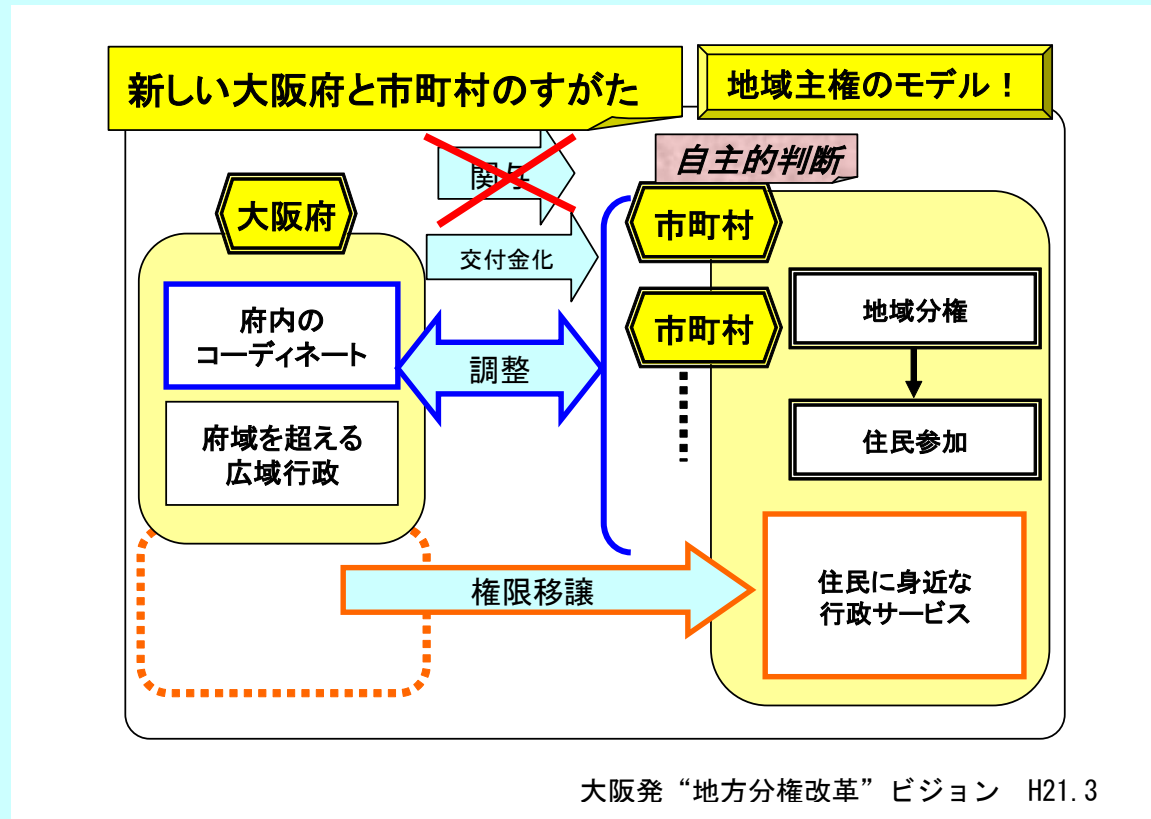 新しい大阪府と市町村のすがた
地域主権のモデル！
関与
自主的判断
大阪府
市町村
交付金化
府内の
コーディネート
市町村
地域分権
調整
府域を超える
広域行政
住民参加
権限移譲
住民に身近な
行政サービス
大阪発“地方分権改革”ビジョン　H21.3